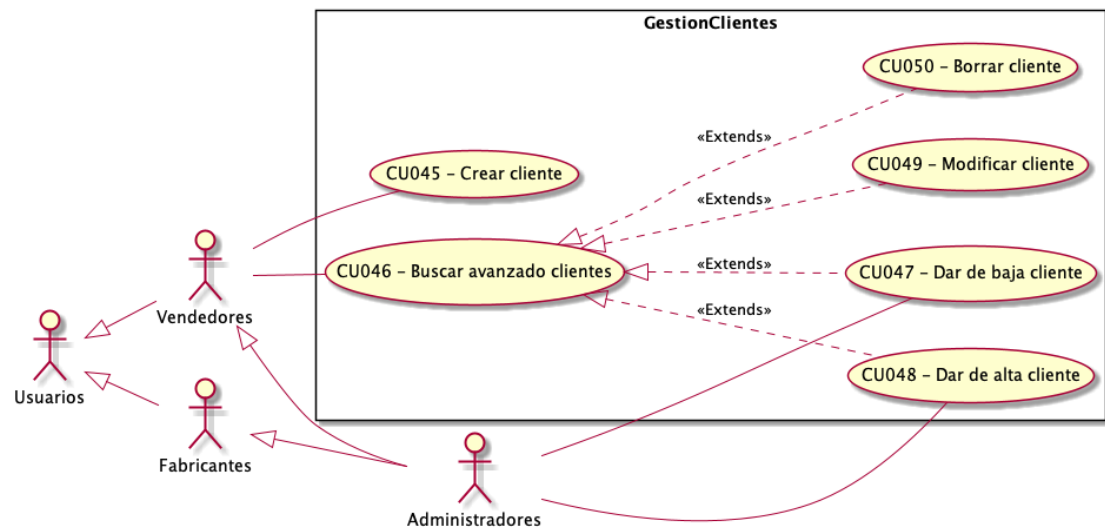 GestionClientes
CU050 – Borrar cliente
«Extends»
CU049 – Modificar cliente
CU045 – Crear cliente
«Extends»
«Extends»
CU046 – Buscar avanzado clientes
CU047 – Dar de baja cliente
«Extends»
Vendedores
CU048 – Dar de alta cliente
Usuarios
Fabricantes
Administradores